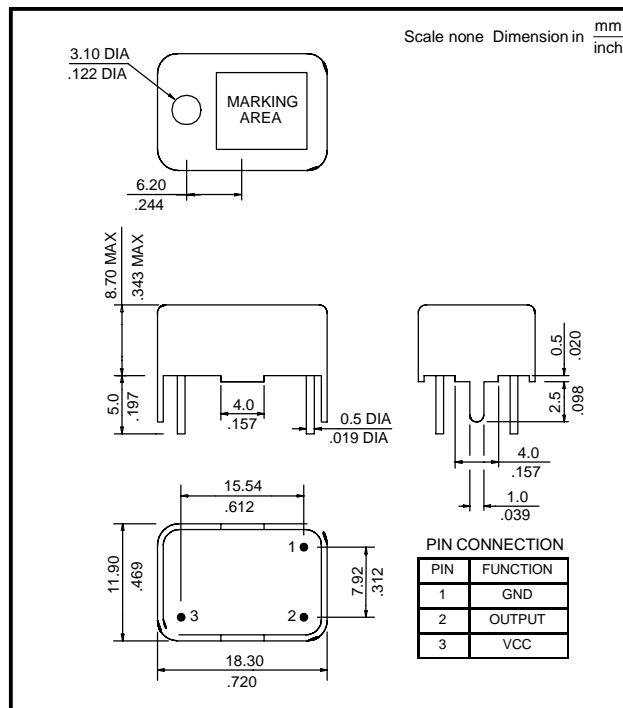 Scale none Dimension in mm
inch
3.10 DIA
.122 DIA
MARKING
AREA
6.20
.244
8.70 MAX
.343 MAX
5.0
.197
4.0
.157
0.5 DIA
.019 DIA
0.5
.020
2.5
.098
4.0
.157
1.0
.039
15.54
.612
11.90
.469
1
3
2
7.92
.312
18.30
.720
PIN CONNECTION
PIN FUNCTION
1 GND
2 OUTPUT
3 VCC